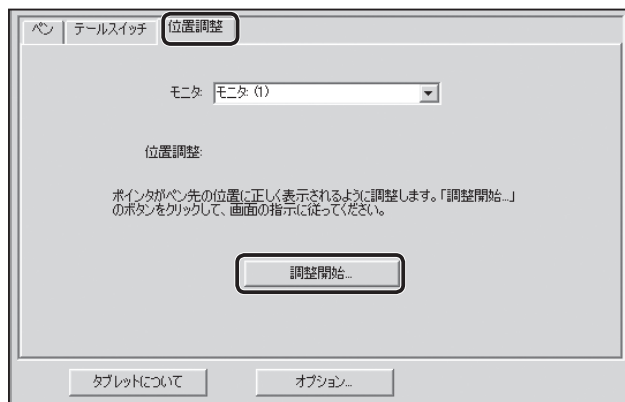 ペン テールスイッチ 位置調整
モニタ: モニタ (1)
位置調整:
ポインタがペン先の位置に正しく表示されるように調整します。「調整開始...」
のボタンをクリックして、画面の指示に従ってください。
調整開始...
タブレットについて オプション...